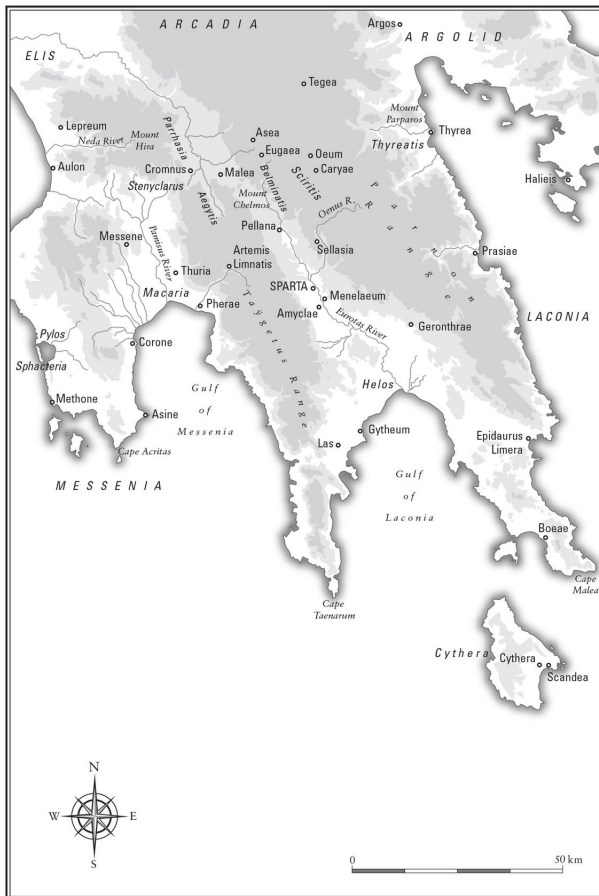 ARCADIA
Argos
ARGOLID
ELIS
Tegea
Mount
Parparos
Lepreum
Neda River
Mount
Hira
Parrhasia
Asea
Thyrea
Thyreatis
Eugaea
Oeum
Aulon
Cromnus
Malea
Belminatis
Sciritis
Caryae
Halieis
Stenyclarus
Aegytis
Mount
Chelmos
Oenus R.
Parnon
Range
Pellana
Messene
Pamisus River
Sellasia
Prasiae
Artemis
Limnatis
Thuria
SPARTA
Menelaeum
Macaria
Pherae
Amyclae
Eurotas River
LACONIA
Geronthrae
Taÿgetus Range
Pylos
Corone
Sphacteria
Helos
Methone
Asine
Gulf
of
Messenia
Gytheum
Las
Epidaurus
Limera
Cape Acritas
Gulf
of
Laconia
MESSENIA
Boeae
Cape
Malea
Cape
Taenarum
Cythera
Cythera
Scandea
N
W
E
S
0
50 km